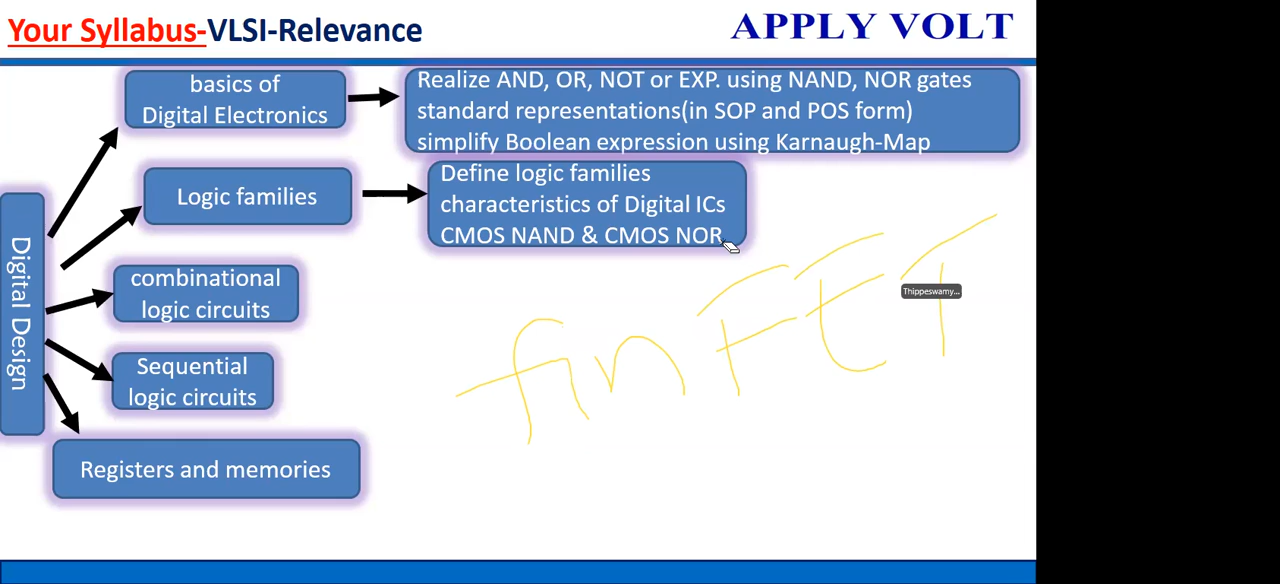 Your Syllabus-VLSI-Relevance
APPLY VOLT
basics of
Digital Electronics
Realize AND, OR, NOT or EXP. using NAND, NOR gates
standard representations(in SOP and POS form)
simplify Boolean expression using Karnaugh-Map
Logic families
Define logic families
characteristics of Digital ICs
CMOS NAND & CMOS NOR
Digital Design
combinational
logic circuits
finFET
Thippeswamy...
Sequential
logic circuits
Registers and memories